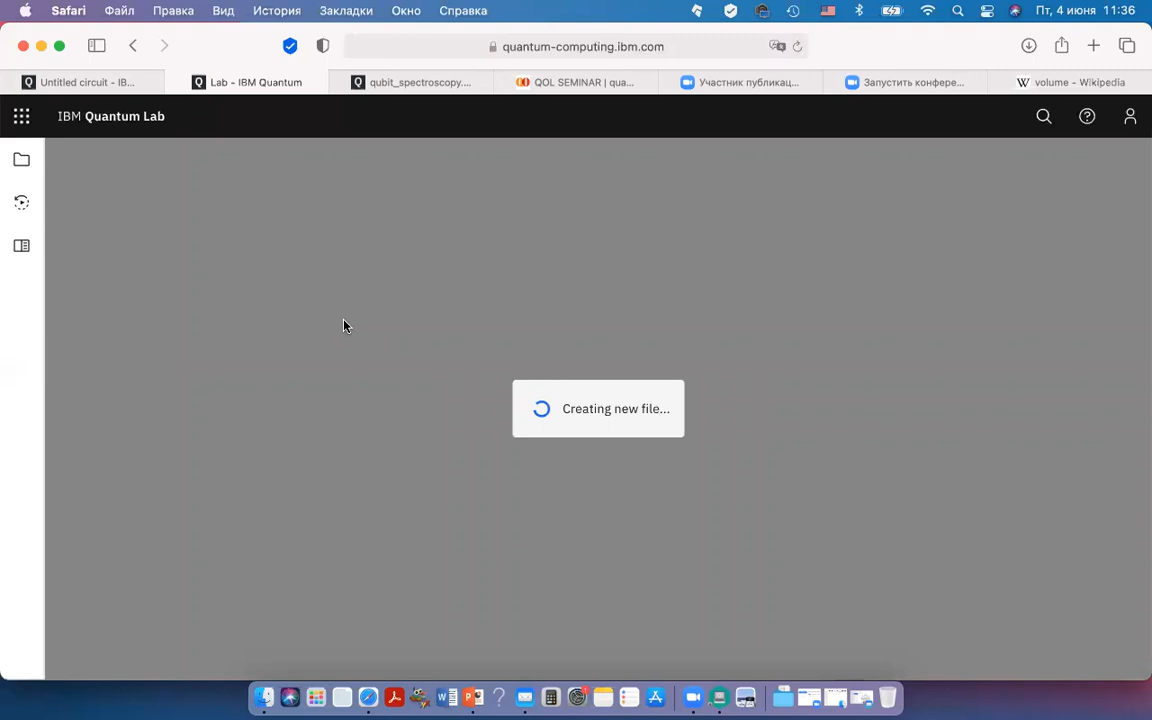 Safari Файл Правка Вид История Закладки Окно Справка Пт, 4 июня 11:36
quantum-computing.ibm.com
Untitled circuit - IB... Lab - IBM Quantum qubit_spectroscopy.... QOL SEMINAR | qua... Участник публикац... Запустить конфере... volume - Wikipedia
IBM Quantum Lab
Creating new file...